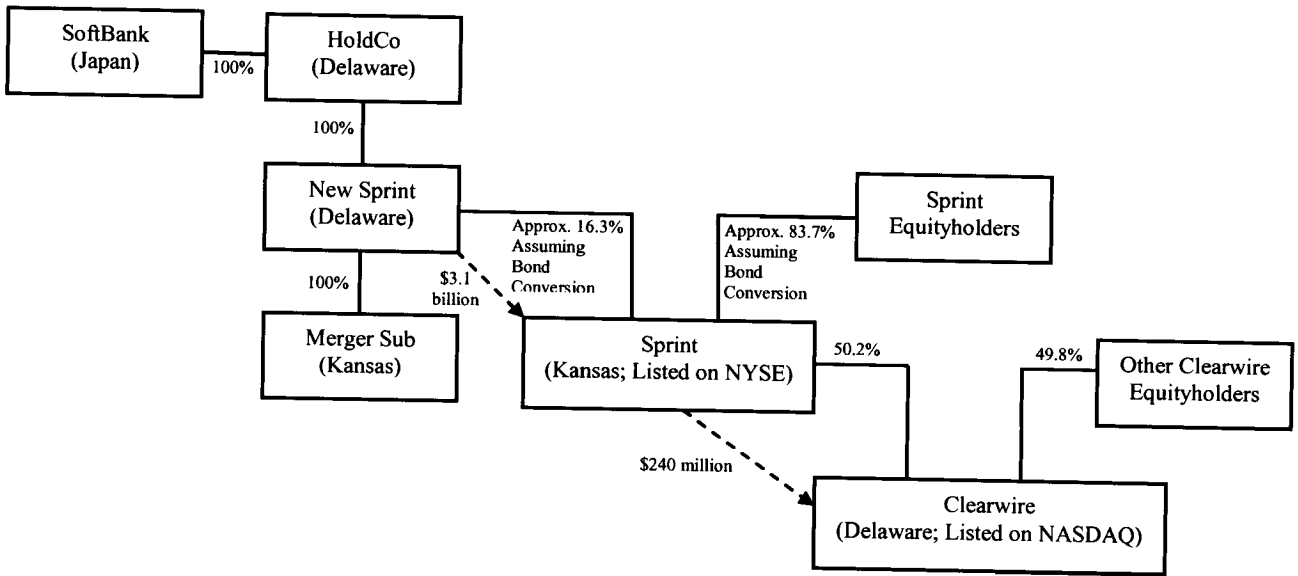 SoftBank
(Japan)
100%
HoldCo
(Delaware)
100%
New Sprint
(Delaware)
100%
Merger Sub
(Kansas)
$3.1
billion
Approx. 16.3%
Assuming
Bond
Conversion
Approx. 83.7%
Assuming
Bond
Conversion
Sprint
Equityholders
Sprint
(Kansas; Listed on NYSE)
50.2%
49.8%
Other Clearwire
Equityholders
$240 million
Clearwire
(Delaware; Listed on NASDAQ)